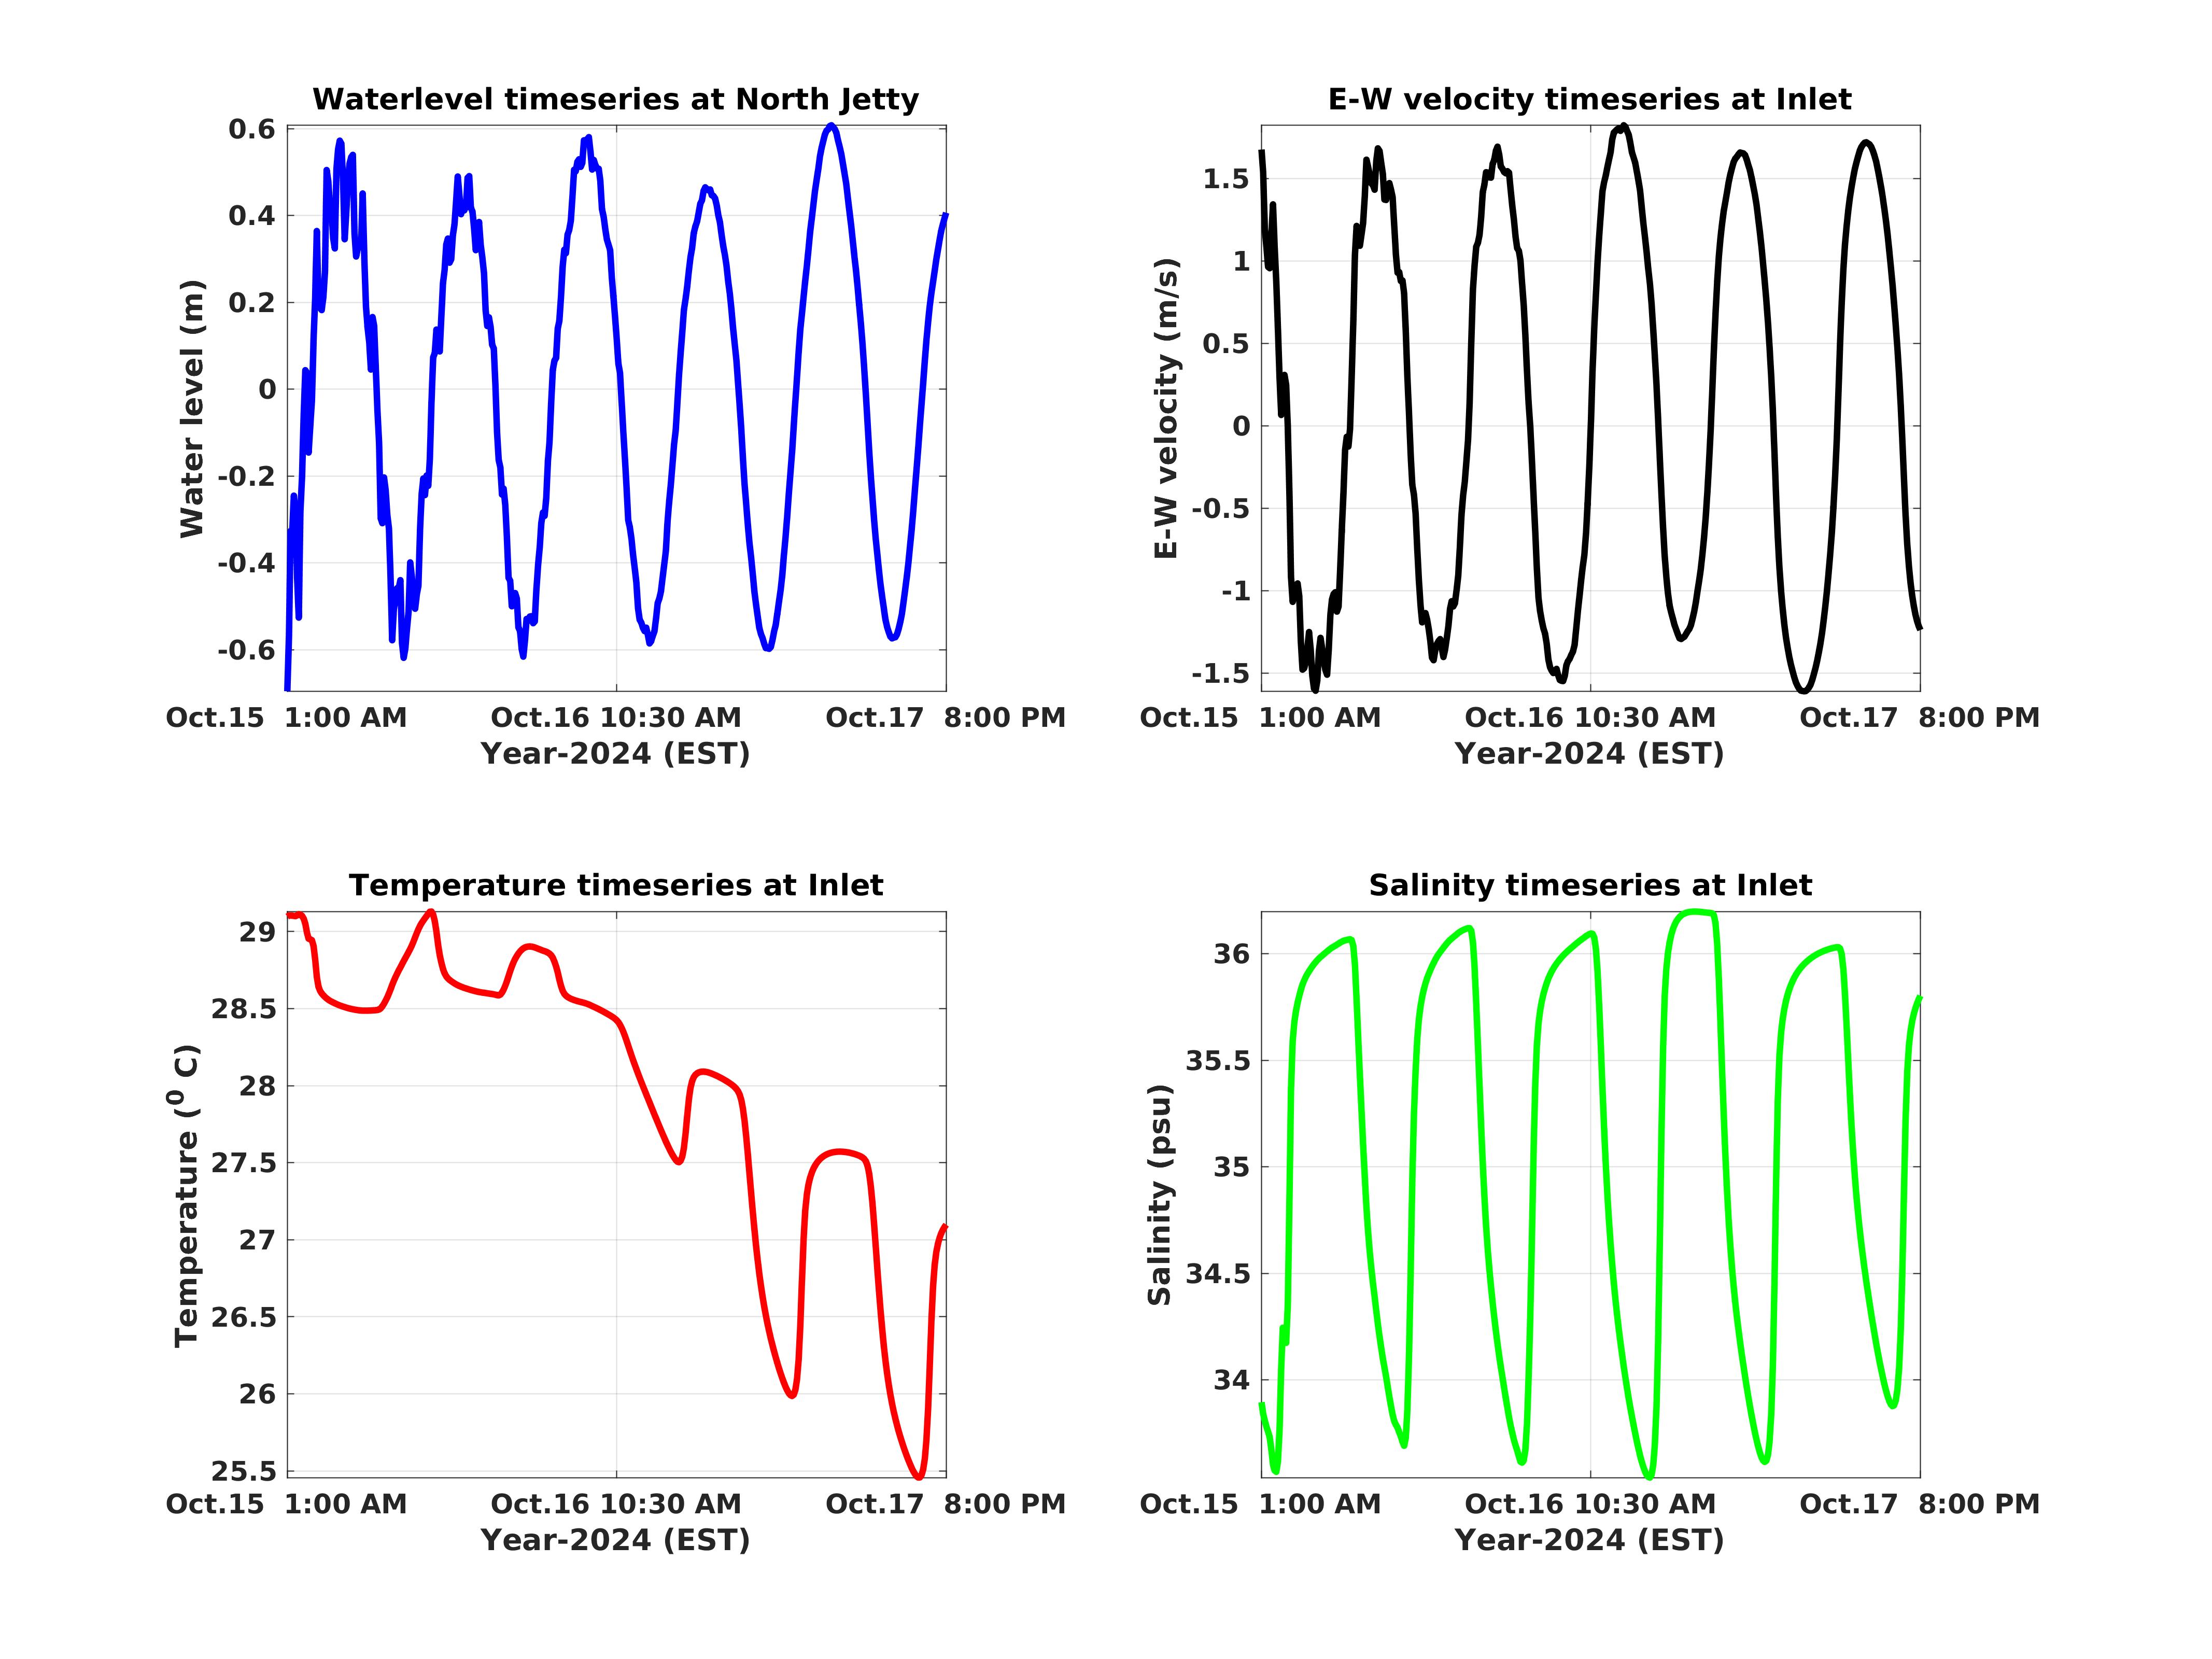 Waterlevel timeseries at North Jetty
0.6
0.4
0.2
0
-0.2
-0.4
-0.6
Water level (m)
Oct.15 1:00 AM Oct.16 10:30 AM Oct.17 8:00 PM
Year-2024 (EST)
E-W velocity timeseries at Inlet
1.5
1
0.5
0
-0.5
-1
-1.5
E-W velocity (m/s)
Oct.15 1:00 AM Oct.16 10:30 AM Oct.17 8:00 PM
Year-2024 (EST)
Temperature timeseries at Inlet
29
28.5
28
27.5
27
26.5
26
25.5
Temperature (⁰ C)
Oct.15 1:00 AM Oct.16 10:30 AM Oct.17 8:00 PM
Year-2024 (EST)
Salinity timeseries at Inlet
36
35.5
35
34.5
34
Salinity (psu)
Oct.15 1:00 AM Oct.16 10:30 AM Oct.17 8:00 PM
Year-2024 (EST)